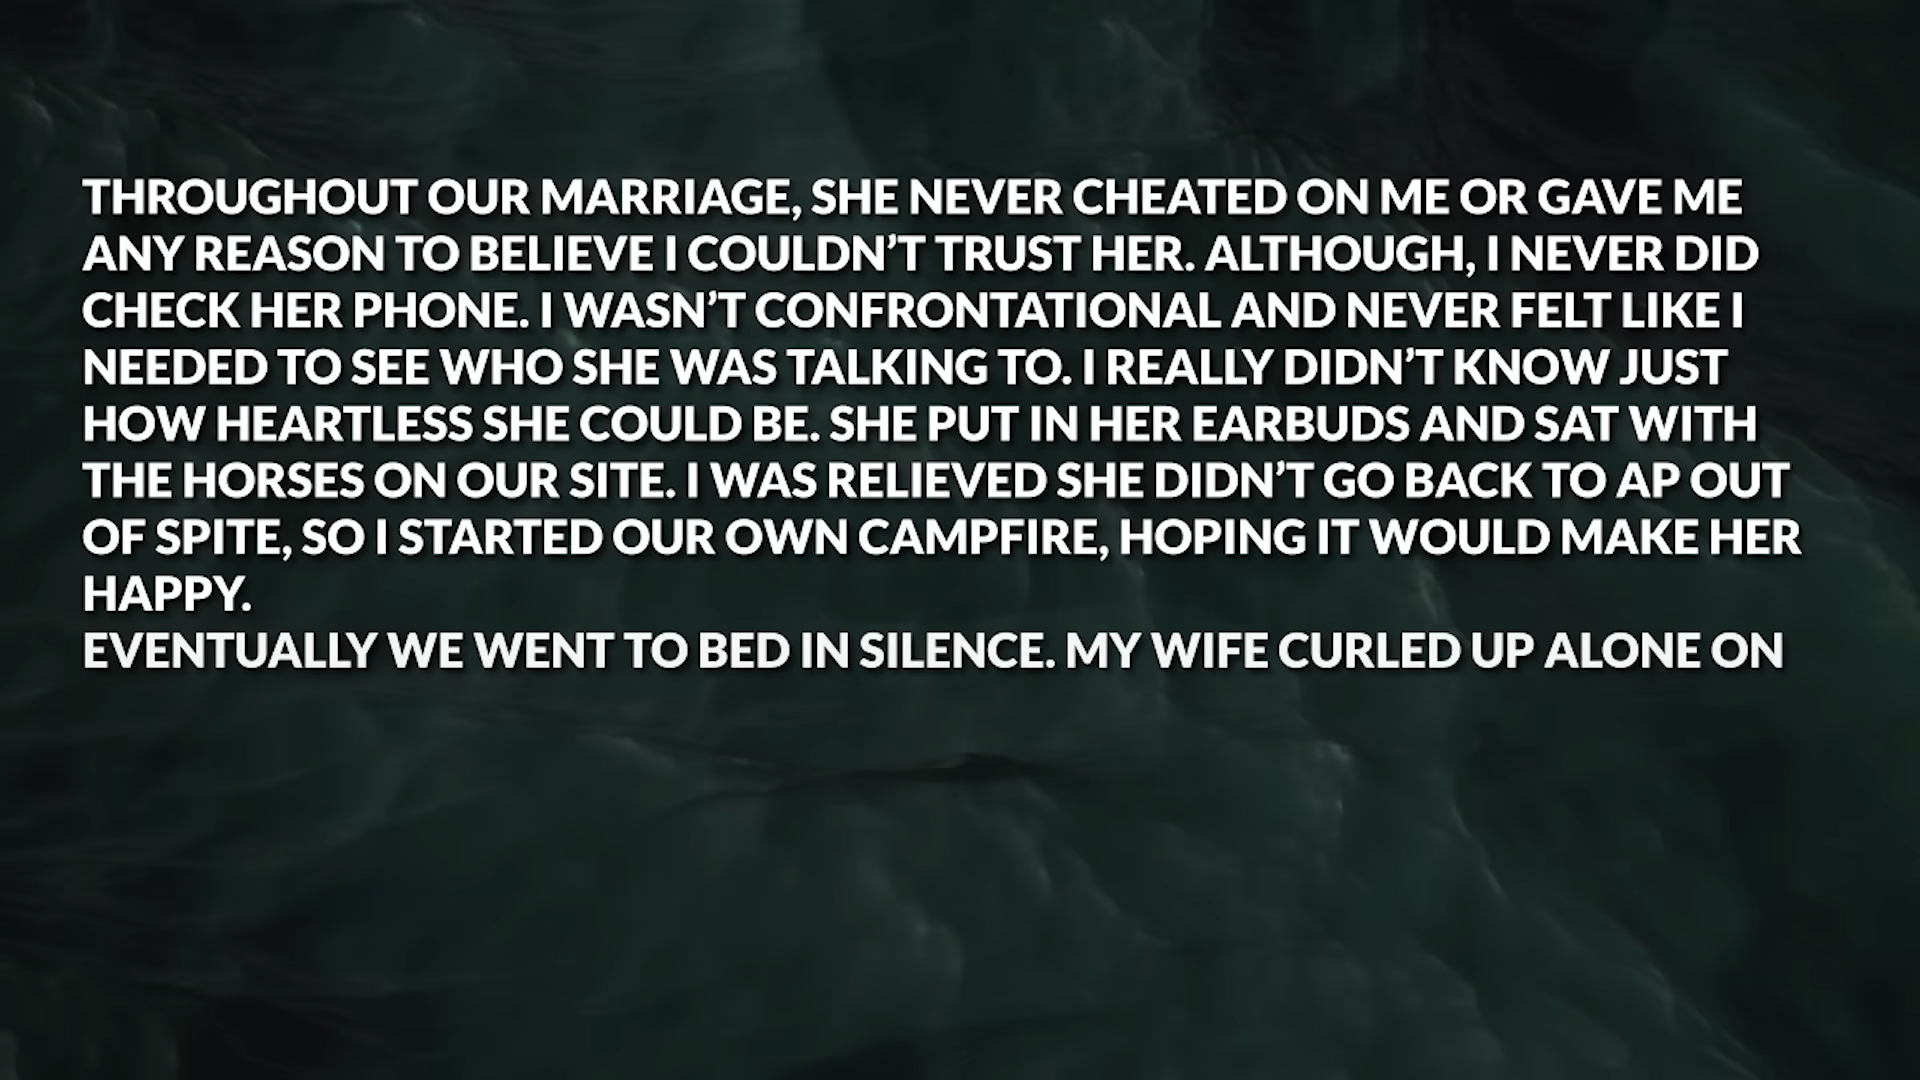 THROUGHOUT OUR MARRIAGE, SHE NEVER CHEATED ON ME OR GAVE ME
ANY REASON TO BELIEVE I COULDN’T TRUST HER. ALTHOUGH, I NEVER DID
CHECK HER PHONE. I WASN’T CONFRONTATIONAL AND NEVER FELT LIKE I
NEEDED TO SEE WHO SHE WAS TALKING TO. I REALLY DIDN’T KNOW JUST
HOW HEARTLESS SHE COULD BE. SHE PUT IN HER EARBUDS AND SAT WITH
THE HORSES ON OUR SITE. I WAS RELIEVED SHE DIDN’T GO BACK TO AP OUT
OF SPITE, SO I STARTED OUR OWN CAMPFIRE, HOPING IT WOULD MAKE HER
HAPPY.
EVENTUALLY WE WENT TO BED IN SILENCE. MY WIFE CURLED UP ALONE ON